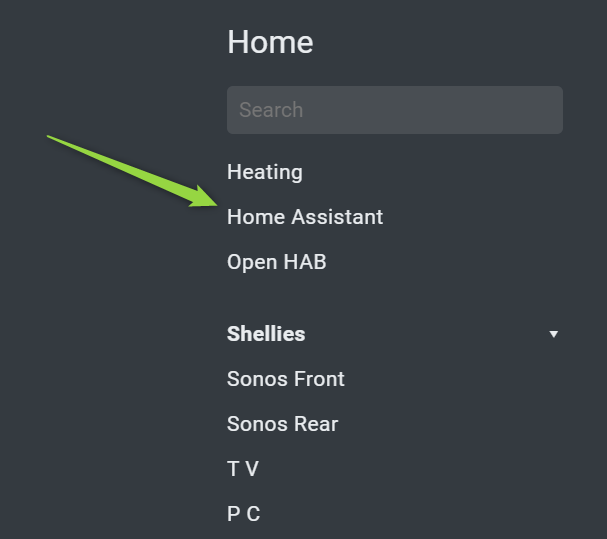 Home
Search
Heating
Home Assistant
Open HAB
Shellies
Sonos Front
Sonos Rear
T V
P C